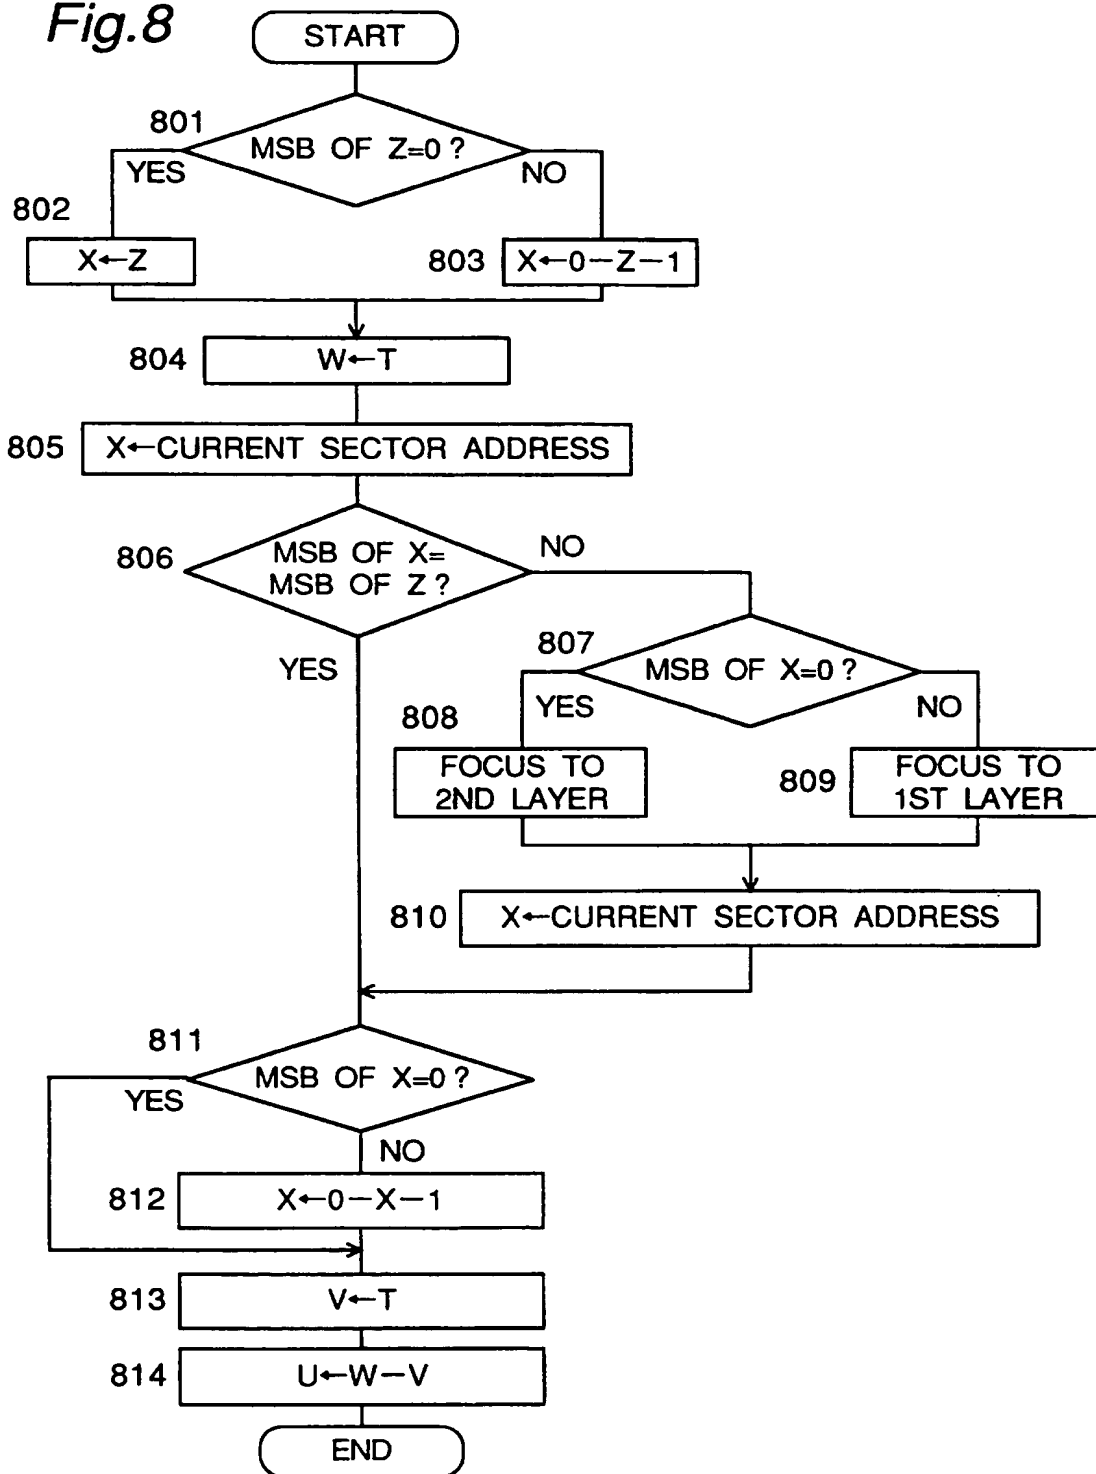 Fig.8
START
801
MSB OF Z=0 ?
YES
NO
802
X←Z
803
X←0−Z−1
804
W←T
805
X←CURRENT SECTOR ADDRESS
806
MSB OF X=
MSB OF Z ?
NO
YES
807
MSB OF X=0 ?
YES
NO
808
FOCUS TO
2ND LAYER
809
FOCUS TO
1ST LAYER
810
X←CURRENT SECTOR ADDRESS
811
MSB OF X=0 ?
YES
NO
812
X←0−X−1
813
V←T
814
U←W−V
END